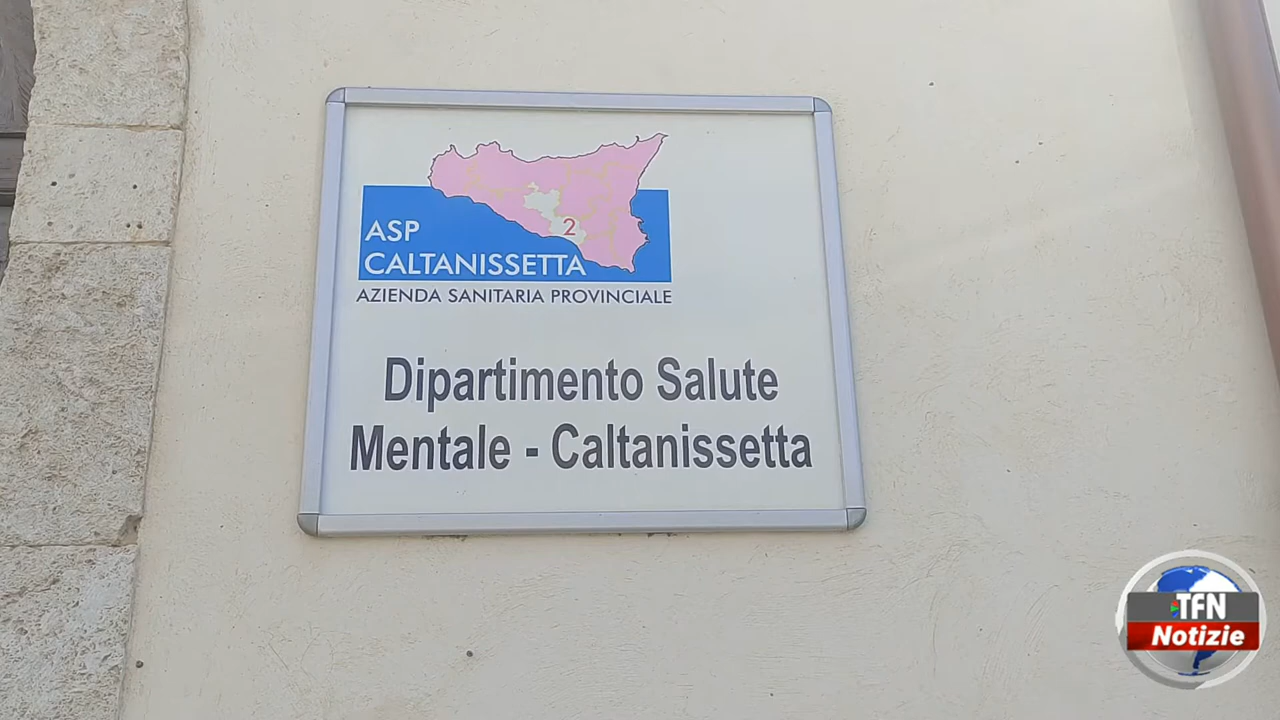 2
ASP
CALTANISSETTA
AZIENDA SANITARIA PROVINCIALE
Dipartimento Salute
Mentale - Caltanissetta
TFN
Notizie